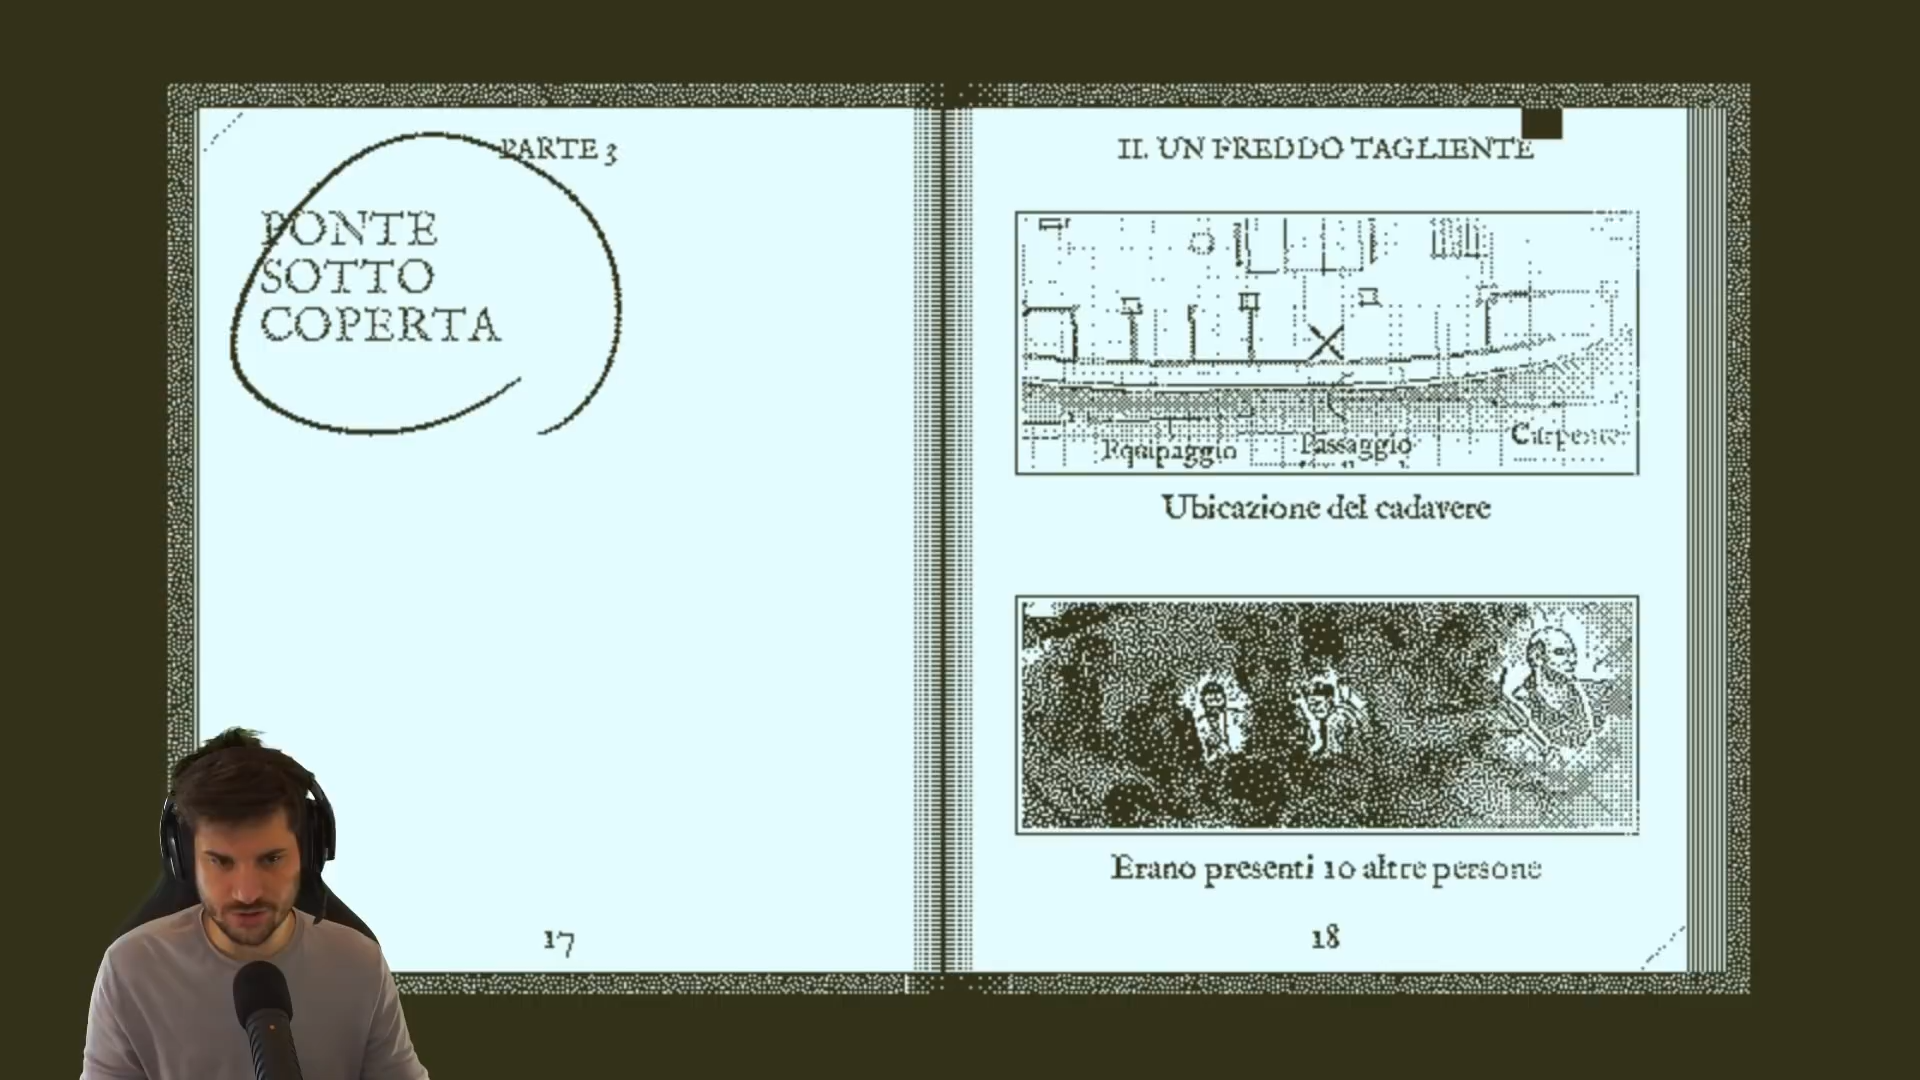 PARTE 3
PONTE
SOTTO
COPERTA
17
II. UN FREDDO TAGLIENTE
Equipaggio
Passaggio
Ubicazione del cadavere
Erano presenti 10 altre persone
18